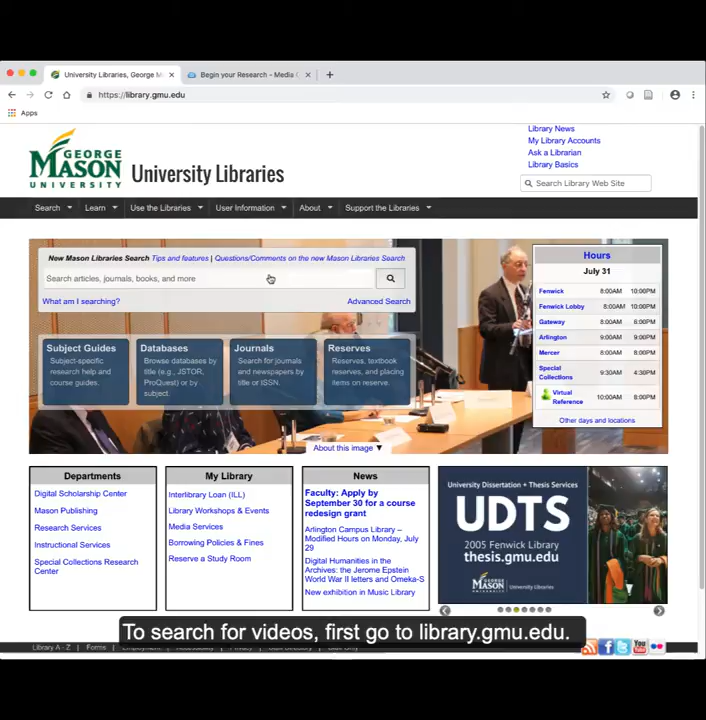 University Libraries, George M
Begin your Research - Media
https://library.gmu.edu
Apps
Library News
My Library Accounts
Ask a Librarian
Library Basics
GEORGE
MASON
UNIVERSITY
University Libraries
Search Library Web Site
Search Learn Use the Libraries User Information About Support the Libraries
New Mason Libraries Search Tips and features | Questions/Comments on the new Mason Libraries Search
Search articles, journals, books, and more
What am I searching? Advanced Search
Subject Guides
Subject-specific
research help and
course guides.
Databases
Browse databases by
title (e.g., JSTOR,
ProQuest) or by
subject.
Journals
Search for journals
and newspapers by
title or ISSN.
Reserves
Reserves, textbook
reserves, and placing
items on reserve.
Hours
July 31
Fenwick 8:00AM 10:00PM
Fenwick Lobby 8:00AM 10:00PM
Gateway 8:00AM 6:00PM
Arlington 9:00AM 9:00PM
Mercer 8:00AM 8:00PM
Special
Collections 9:30AM 4:30PM
Virtual
Reference 8:00AM 8:00PM
Other days and locations
About this image ▼
Departments
Digital Scholarship Center
Mason Publishing
Research Services
Instructional Services
Special Collections Research
Center
My Library
Interlibrary Loan (ILL)
Library Workshops & Events
Media Services
Borrowing Policies & Fines
Reserve a Study Room
News
Faculty: Apply by
September 30 for a course
redesign grant
Arlington Campus Library –
Modified Hours on Monday, July
29
Digital Humanities in the
Archives: the Jerome Epstein
World War II letters and Omeka-S
New exhibition in Music Library
University Dissertation + Thesis Services
UDTS
2005 Fenwick Library
thesis.gmu.edu
GEORGE
MASON
UNIVERSITY
University Libraries
To search for videos, first go to library.gmu.edu.
Library A - Z Forms
You
Tube